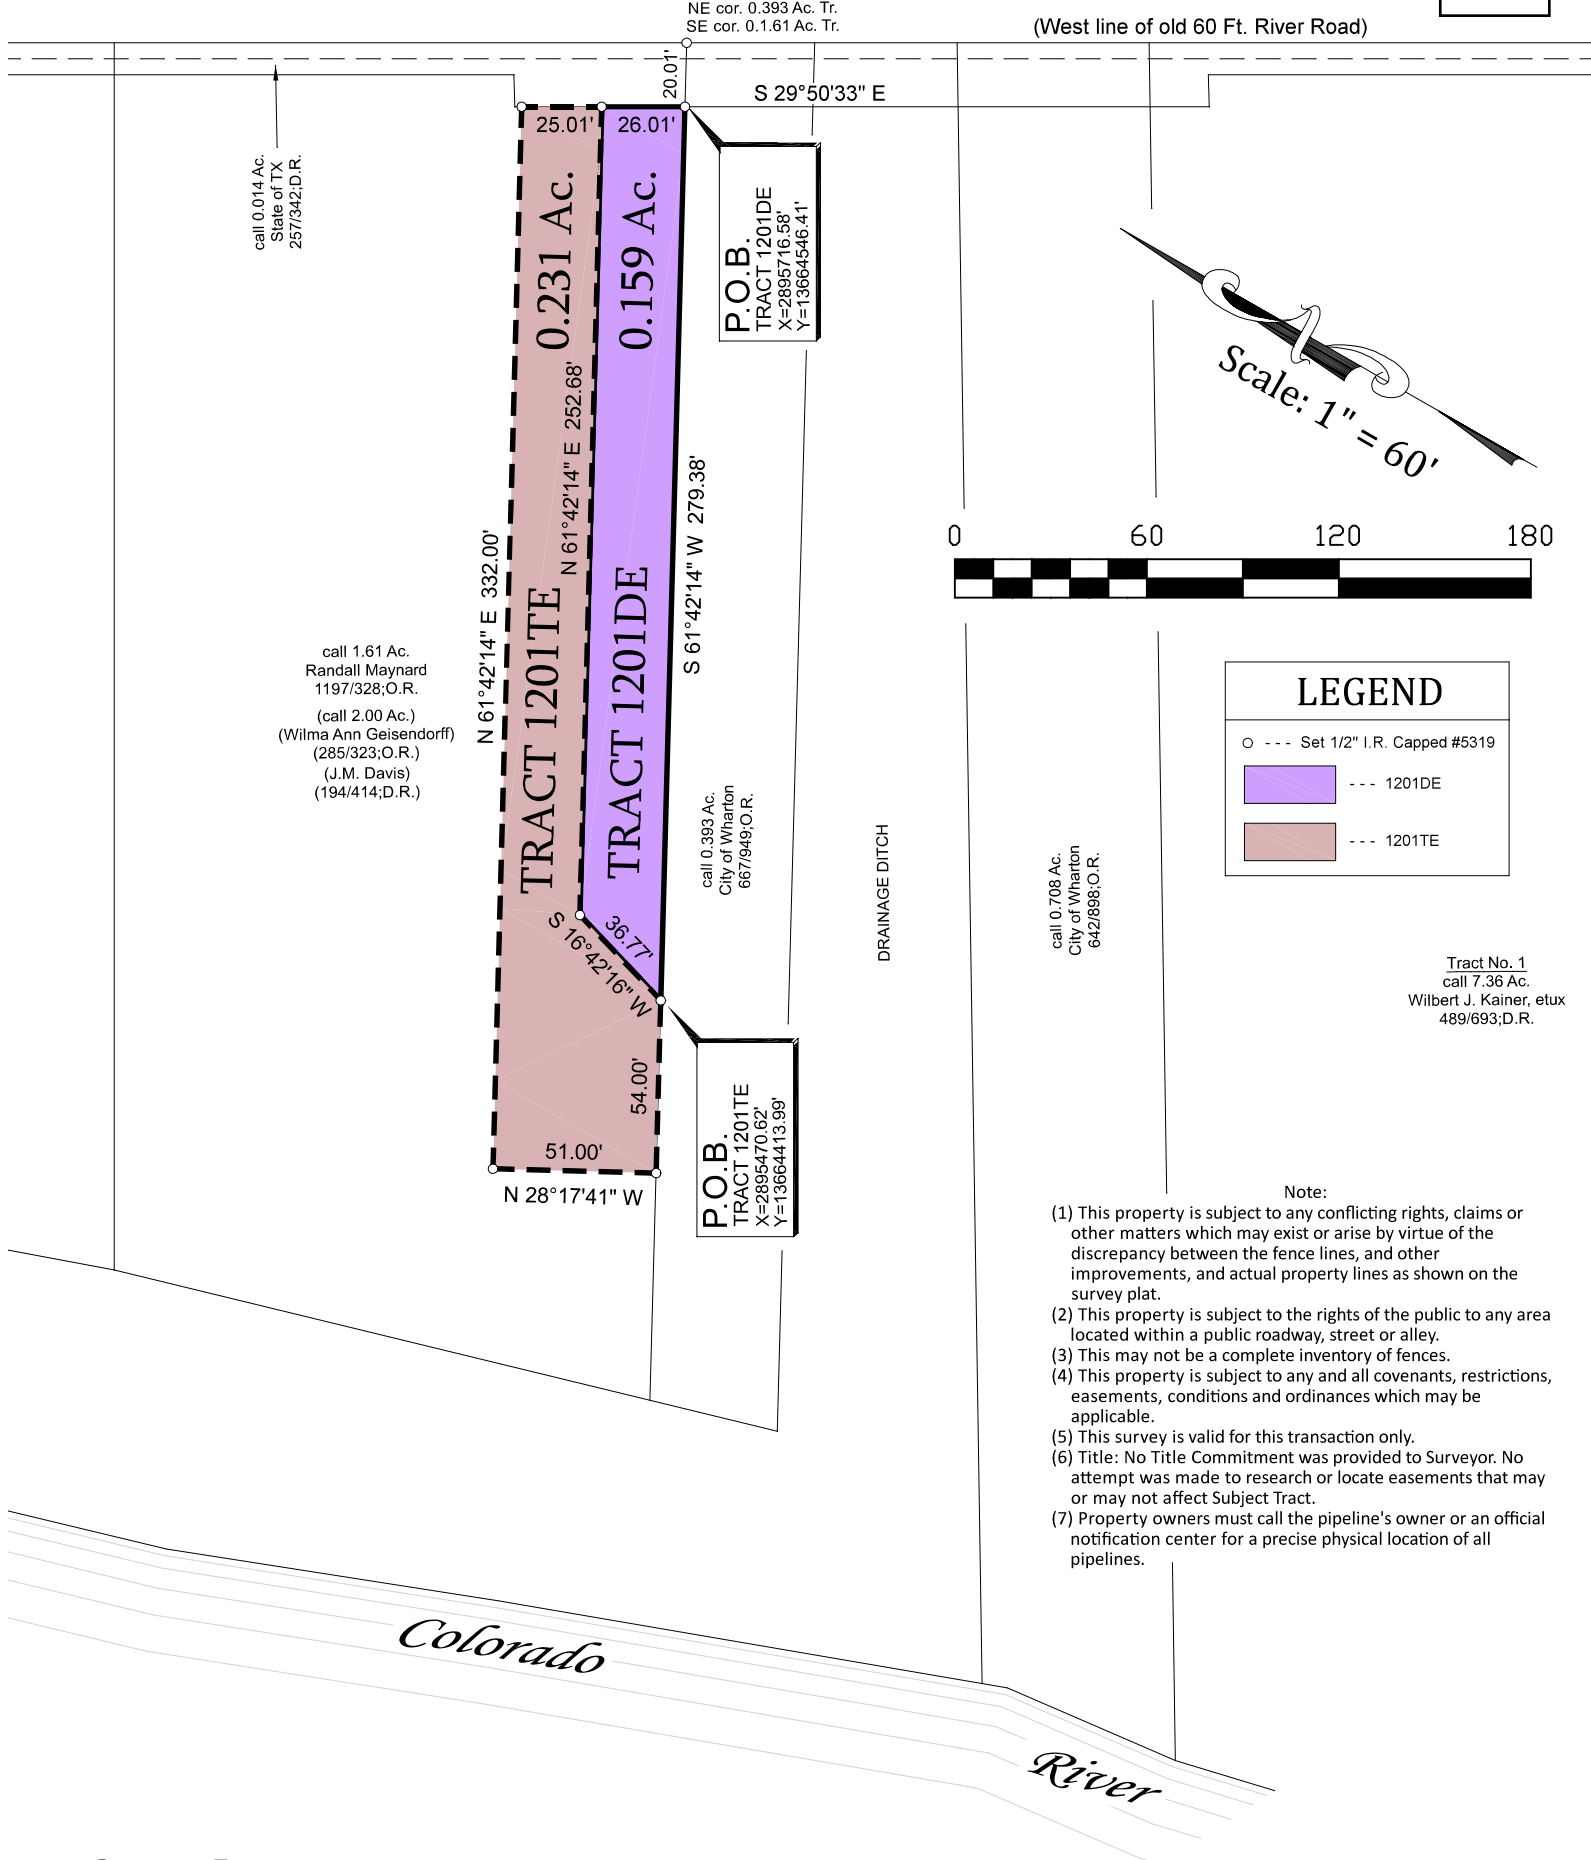 NE cor. 0.393 Ac. Tr.
SE cor. 0.1.61 Ac. Tr.
(West line of old 60 Ft. River Road)
20.01'
S 29°50'33" E
25.01'
26.01'
call 0.014 Ac.
State of TX
257/342;D.R.
0.231 Ac.
0.159 Ac.
P.O.B.
TRACT 1201DE
X=2895716.58'
Y=13664546.41'
Scale: 1" = 60'
N 61°42'14" E 252.68'
N 61°42'14" E 332.00'
S 61°42'14" W 279.38'
TRACT 1201TE
TRACT 1201DE
0 60 120 180
LEGEND
--- Set 1/2" I.R. Capped #5319
--- 1201DE
--- 1201TE
call 1.61 Ac.
Randall Maynard
1197/328;O.R.
(call 2.00 Ac.)
(Wilma Ann Geisendorff)
(285/323;O.R.)
(J.M. Davis)
(194/414;D.R.)
call 0.393 Ac.
City of Wharton
667/949;O.R.
DRAINAGE DITCH
call 0.708 Ac.
City of Wharton
642/898;O.R.
Tract No. 1
call 7.36 Ac.
Wilbert J. Kainer, etux
489/693;D.R.
36.77'
S 16°42'16" W
54.00'
P.O.B.
TRACT 1201TE
X=2895470.62'
Y=13664413.99'
51.00'
N 28°17'41" W
Note:
(1) This property is subject to any conflicting rights, claims or
other matters which may exist or arise by virtue of the
discrepancy between the fence lines, and other
improvements, and actual property lines as shown on the
survey plat.
(2) This property is subject to the rights of the public to any area
located within a public roadway, street or alley.
(3) This may not be a complete inventory of fences.
(4) This property is subject to any and all covenants, restrictions,
easements, conditions and ordinances which may be
applicable.
(5) This survey is valid for this transaction only.
(6) Title: No Title Commitment was provided to Surveyor. No
attempt was made to research or locate easements that may
or may not affect Subject Tract.
(7) Property owners must call the pipeline's owner or an official
notification center for a precise physical location of all
pipelines.
Colorado
River